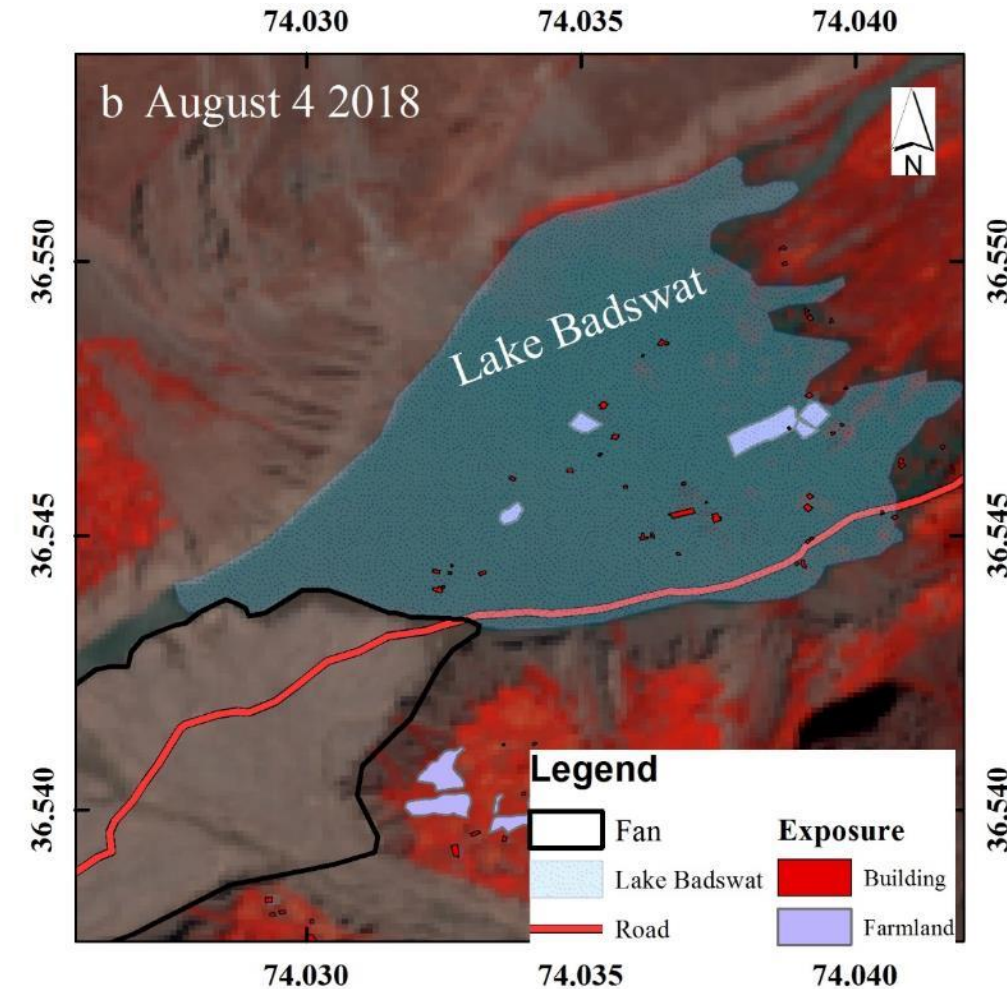 74.030 74.035 74.040
b August 4 2018
N
36.550 36.550
Lake Badswat
36.545 36.545
36.540 36.540
Legend
Fan
Lake Badswat
Road
Exposure
Building
Farmland
74.030 74.035 74.040